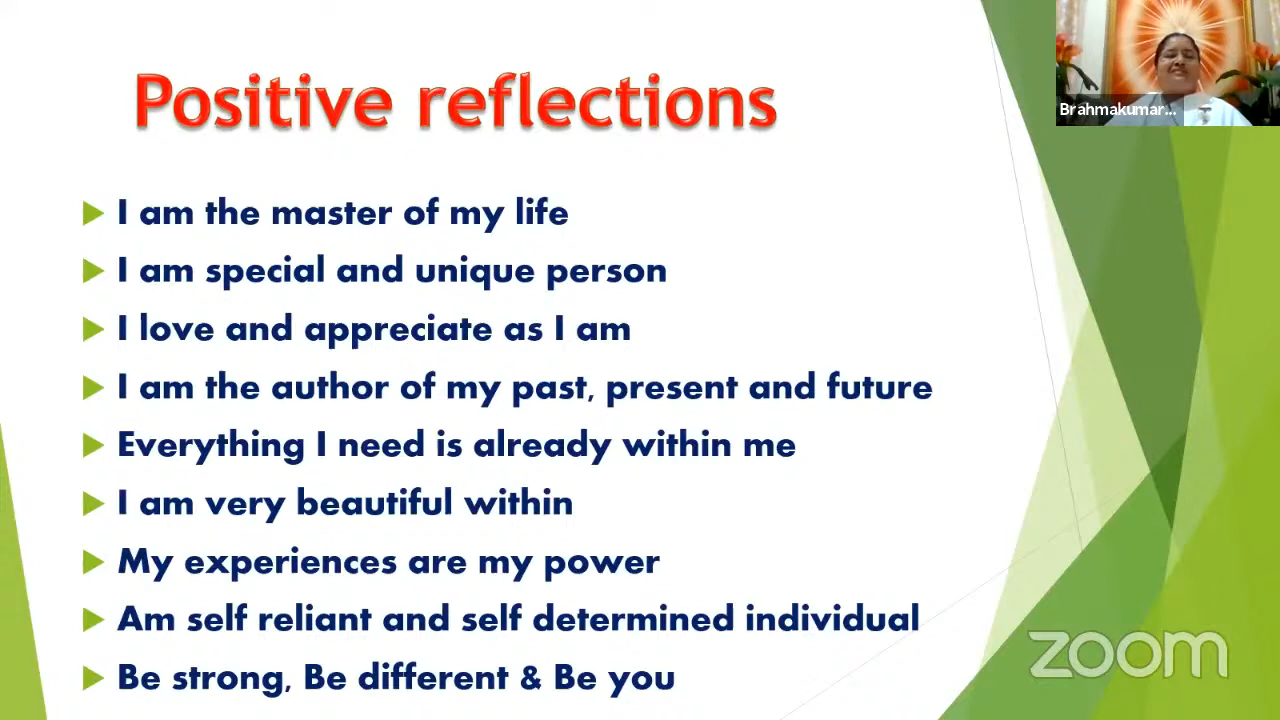 Positive reflections
Brahmakumar...
I am the master of my life
I am special and unique person
I love and appreciate as I am
I am the author of my past, present and future
Everything I need is already within me
I am very beautiful within
My experiences are my power
Am self reliant and self determined individual
Be strong, Be different & Be you
zoom